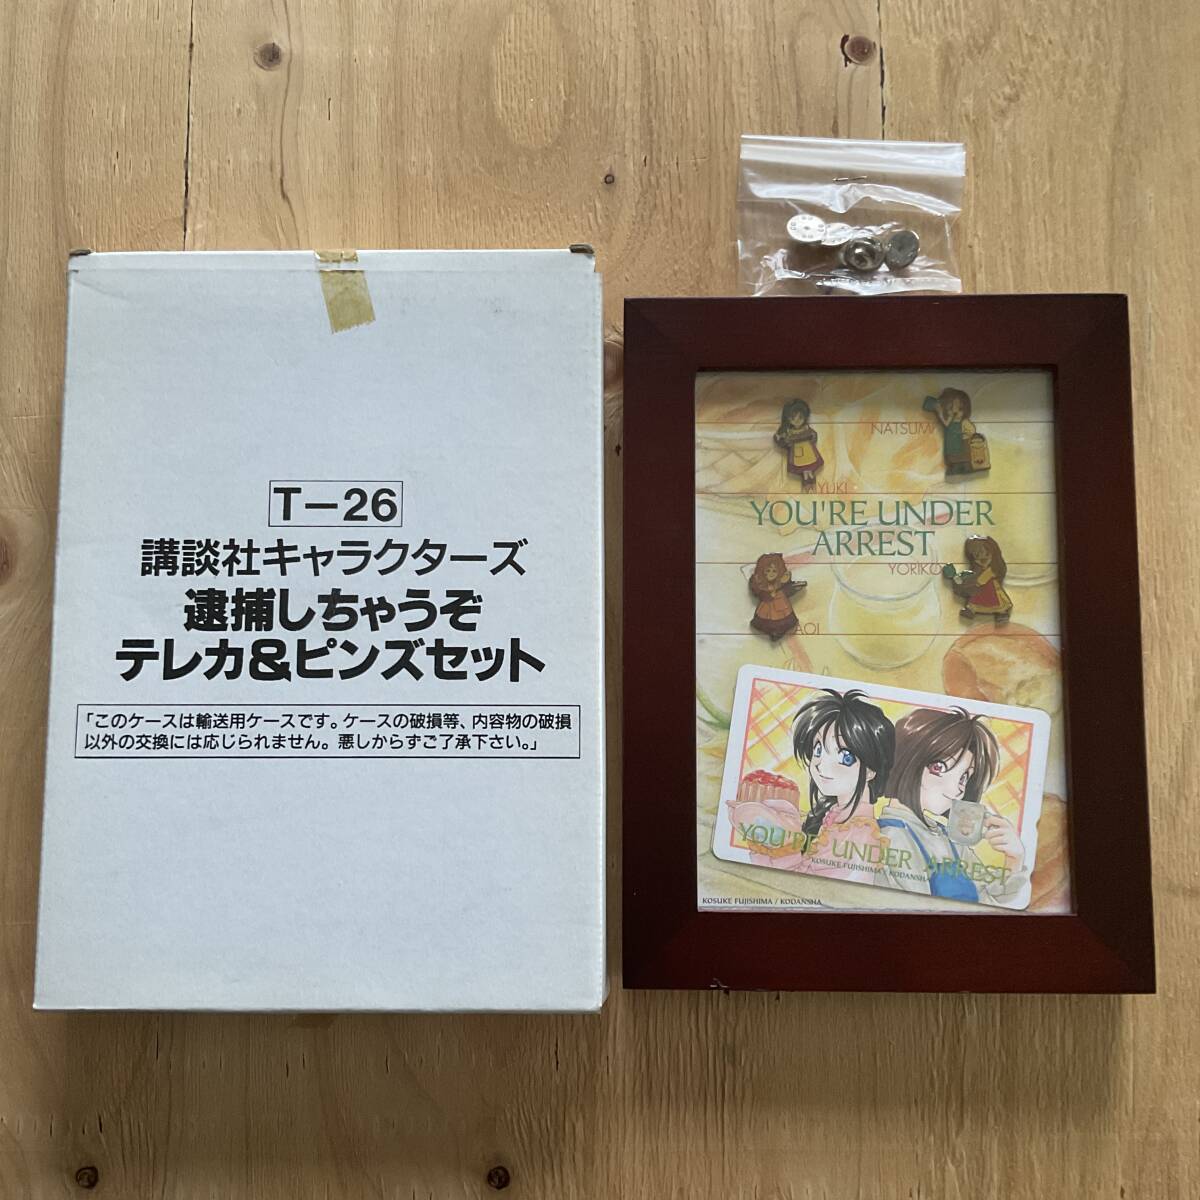 T-26
講談社キャラクターズ
逮捕しちゃうぞ
テレカ&ピンズセット
「このケースは輸送用ケースです。ケースの破損等、内容物の破損
以外の交換には応じられません。悪しからずご了承下さい。」
NATSUMI
MIYUKI
YOU'RE UNDER
ARREST
YORIKO
AOI
YOU'RE UNDER ARREST
KOSUKE FUJISHIMA / KODANSHA
KOSUKE FUJISHIMA / KODANSHA